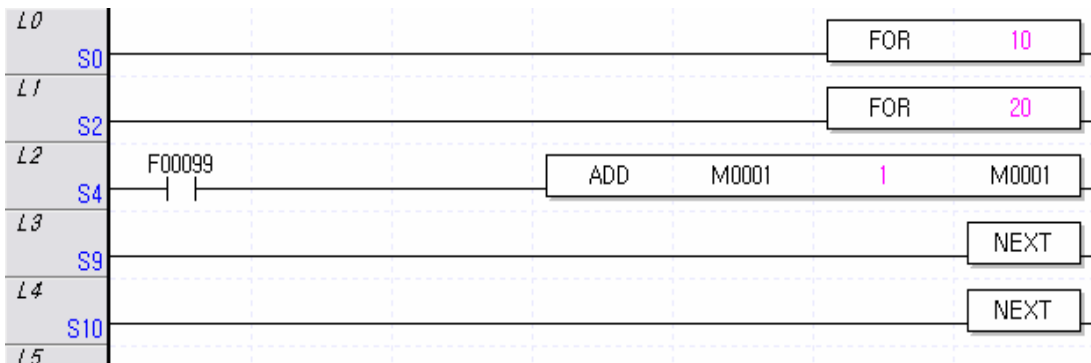 L0
S0 FOR 10
L1
S2 FOR 20
L2 F00099
S4 ADD M0001 1 M0001
L3
S9 NEXT
L4
S10 NEXT
L5